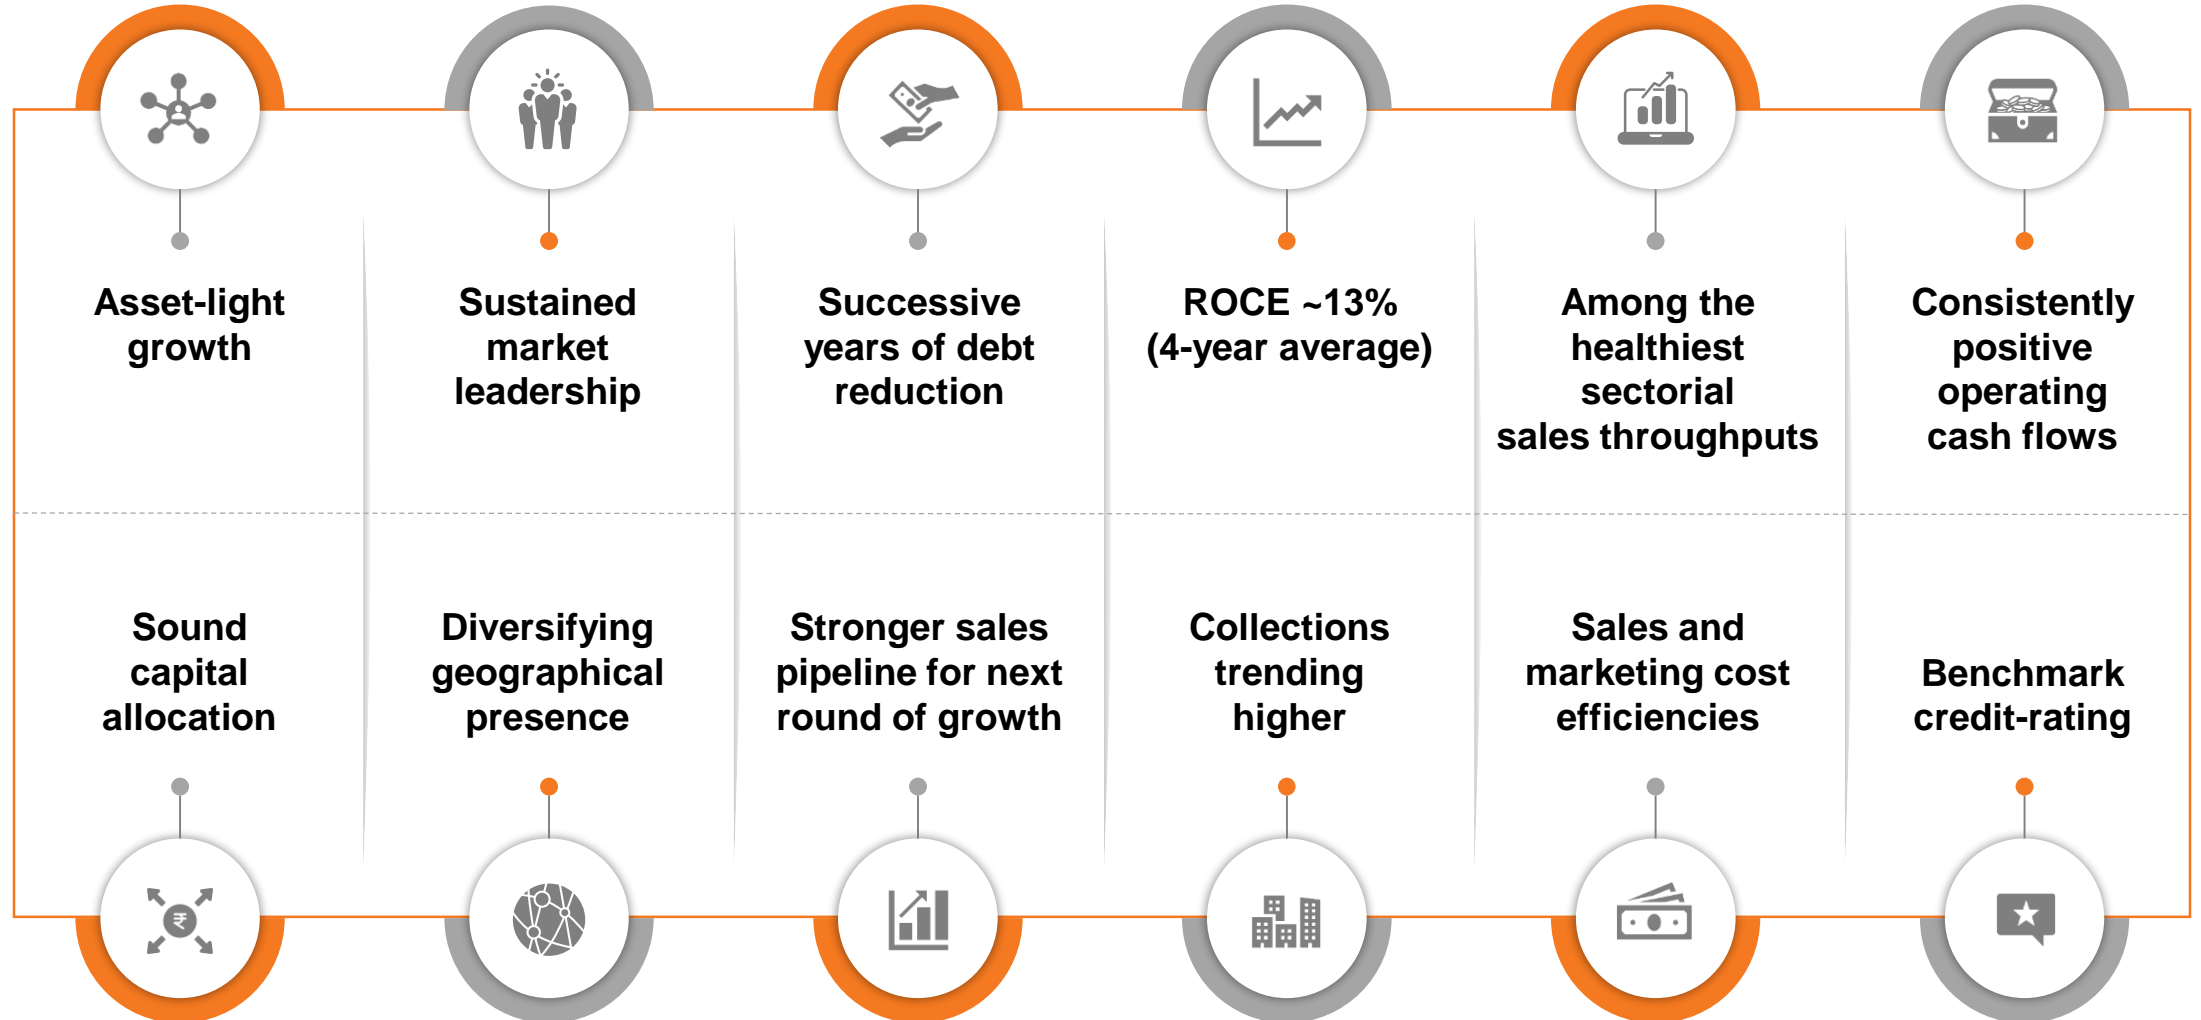 Asset-light
growth
Sustained
market
leadership
Successive
years of debt
reduction
ROCE ~13%
(4-year average)
Among the
healthiest
sectorial
sales throughputs
Consistently
positive
operating
cash flows
Sound
capital
allocation
₹
Diversifying
geographical
presence
Stronger sales
pipeline for next
round of growth
Collections
trending
higher
Sales and
marketing cost
efficiencies
Benchmark
credit-rating